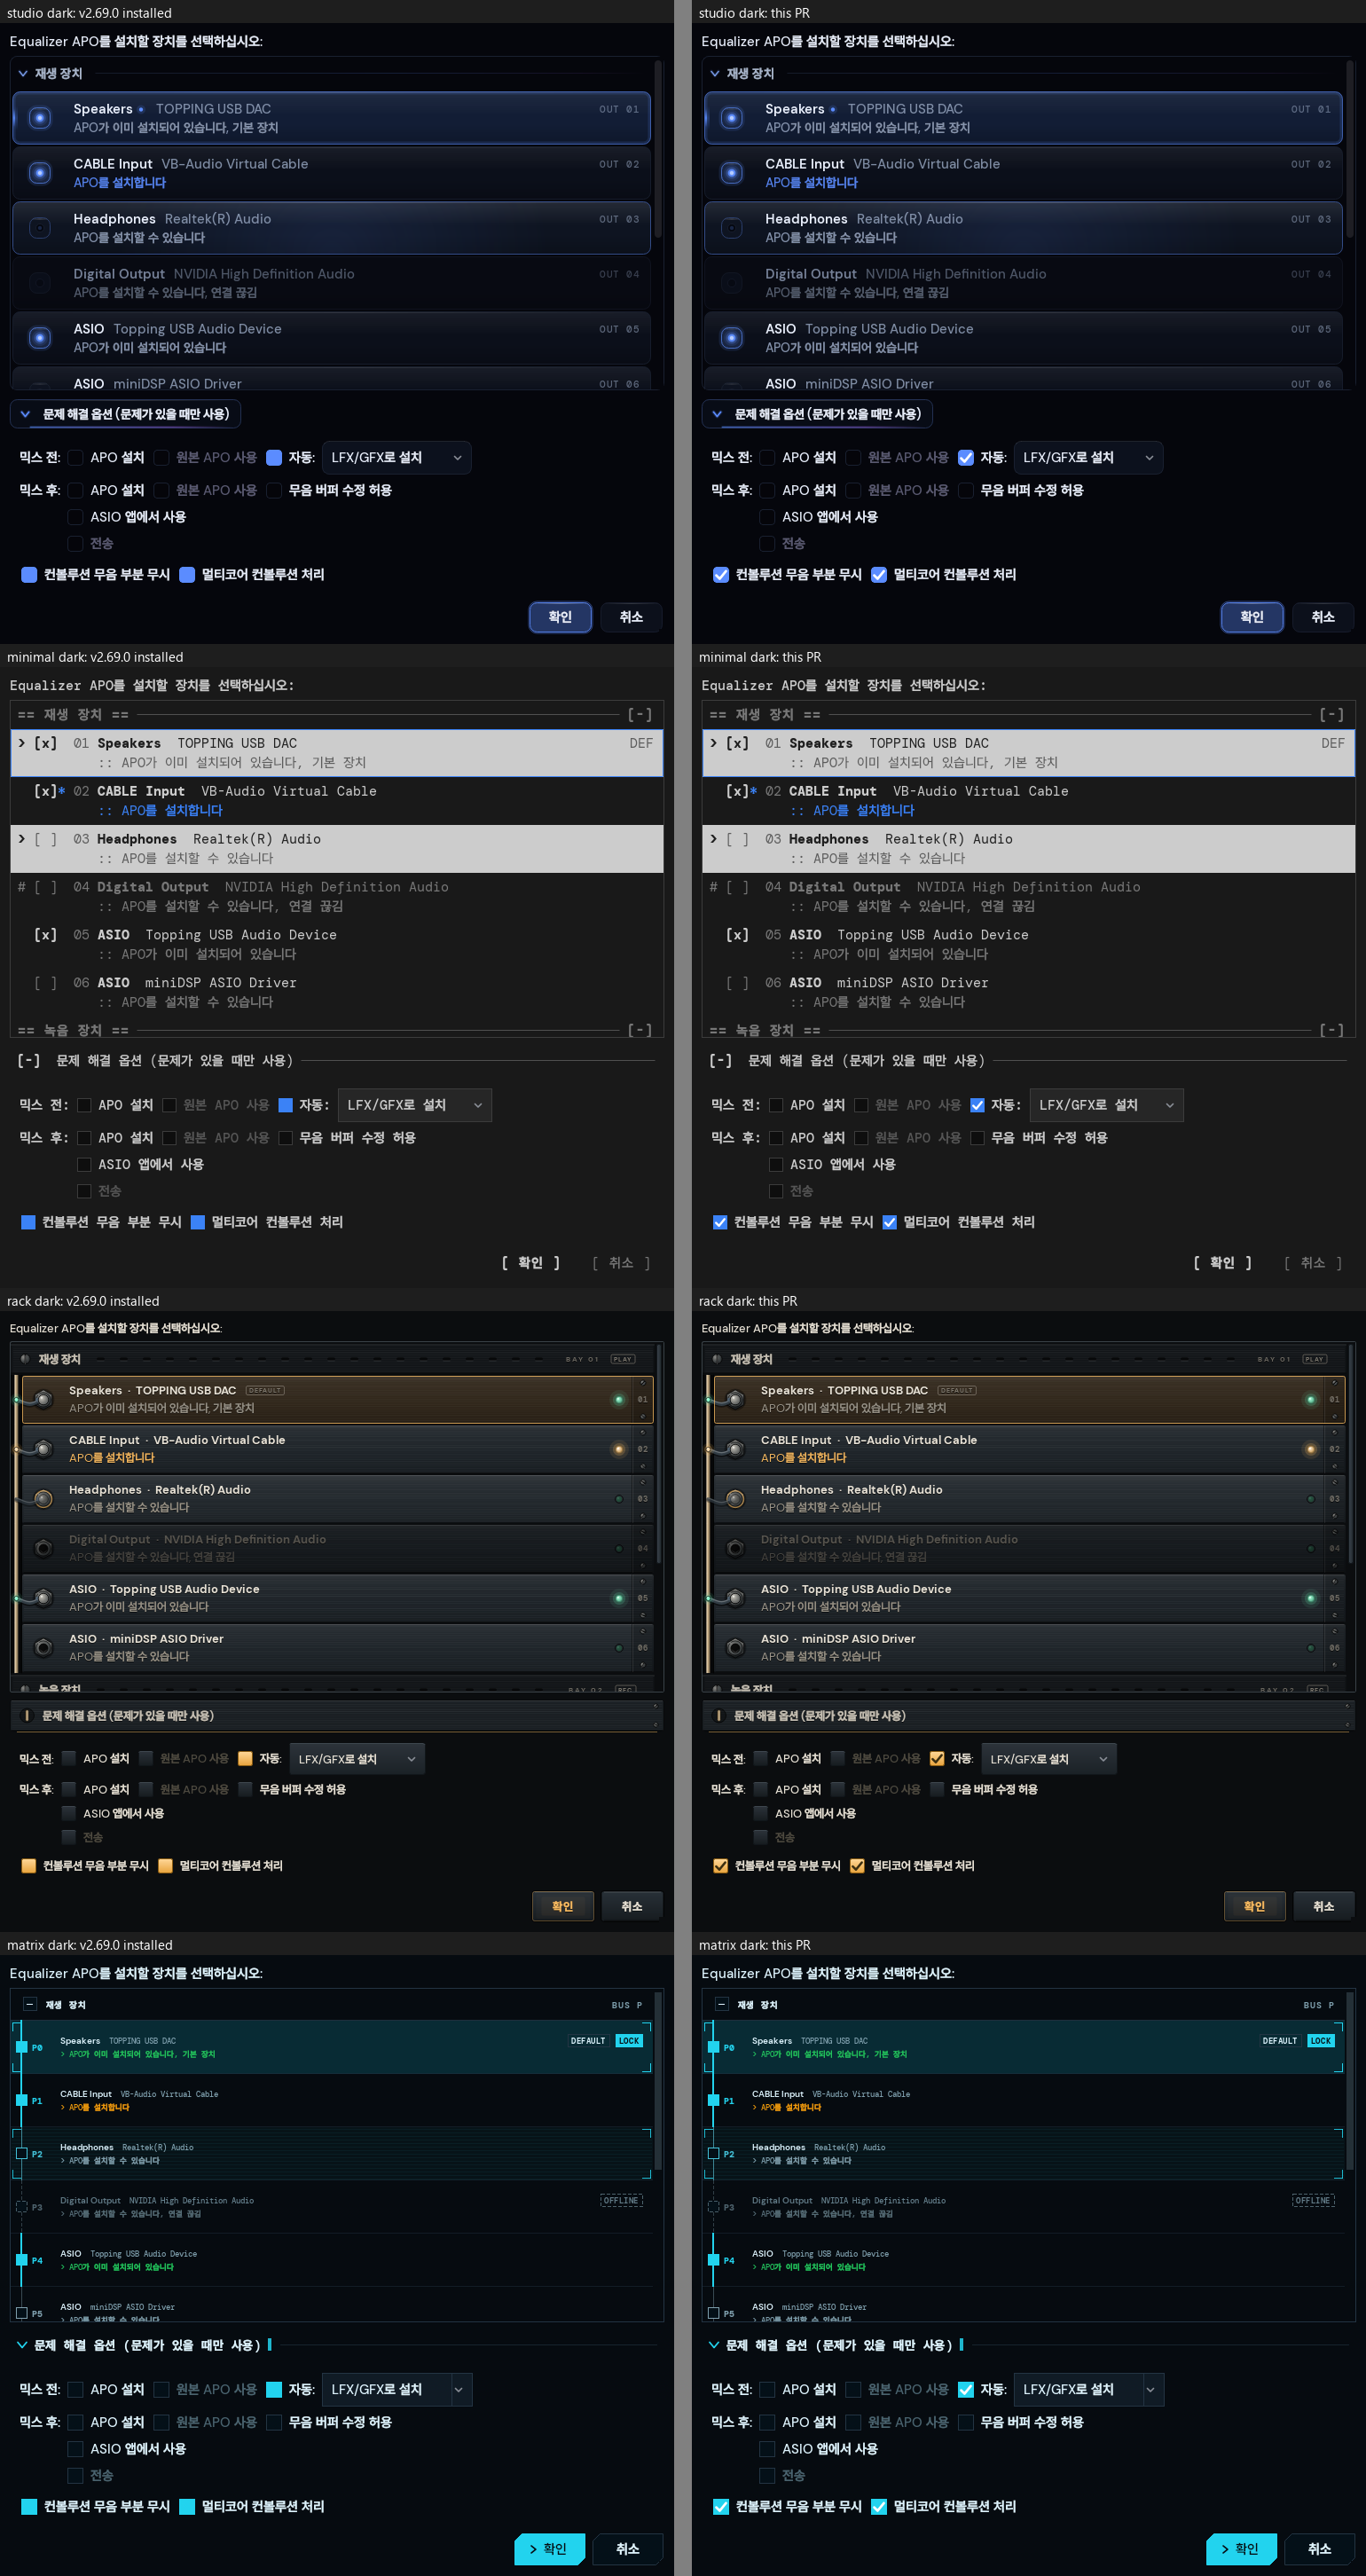 studio dark: v2.69.0 installed
Equalizer APO를 설치할 장치를 선택하십시오:
재생 장치
Speakers TOPPING USB DAC OUT 01
APO가 이미 설치되어 있습니다, 기본 장치
CABLE Input VB-Audio Virtual Cable OUT 02
APO를 설치합니다
Headphones Realtek(R) Audio OUT 03
APO를 설치할 수 있습니다
Digital Output NVIDIA High Definition Audio OUT 04
APO를 설치할 수 있습니다, 연결 끊김
ASIO Topping USB Audio Device OUT 05
APO가 이미 설치되어 있습니다
ASIO miniDSP ASIO Driver OUT 06
문제 해결 옵션 (문제가 있을 때만 사용)
믹스 전: APO 설치 원본 APO 사용 자동: LFX/GFX로 설치
믹스 후: APO 설치 원본 APO 사용 무음 버퍼 수정 허용
ASIO 앱에서 사용
전송
컨볼루션 무음 부분 무시 멀티코어 컨볼루션 처리
확인 취소
studio dark: this PR
Equalizer APO를 설치할 장치를 선택하십시오:
재생 장치
Speakers TOPPING USB DAC OUT 01
APO가 이미 설치되어 있습니다, 기본 장치
CABLE Input VB-Audio Virtual Cable OUT 02
APO를 설치합니다
Headphones Realtek(R) Audio OUT 03
APO를 설치할 수 있습니다
Digital Output NVIDIA High Definition Audio OUT 04
APO를 설치할 수 있습니다, 연결 끊김
ASIO Topping USB Audio Device OUT 05
APO가 이미 설치되어 있습니다
ASIO miniDSP ASIO Driver OUT 06
문제 해결 옵션 (문제가 있을 때만 사용)
믹스 전: APO 설치 원본 APO 사용 자동: LFX/GFX로 설치
믹스 후: APO 설치 원본 APO 사용 무음 버퍼 수정 허용
ASIO 앱에서 사용
전송
컨볼루션 무음 부분 무시 멀티코어 컨볼루션 처리
확인 취소
minimal dark: v2.69.0 installed
Equalizer APO를 설치할 장치를 선택하십시오:
== 재생 장치 == [-]
> [x] 01 Speakers TOPPING USB DAC DEF
:: APO가 이미 설치되어 있습니다, 기본 장치
[x]* 02 CABLE Input VB-Audio Virtual Cable
:: APO를 설치합니다
> [ ] 03 Headphones Realtek(R) Audio
:: APO를 설치할 수 있습니다
# [ ] 04 Digital Output NVIDIA High Definition Audio
:: APO를 설치할 수 있습니다, 연결 끊김
[x] 05 ASIO Topping USB Audio Device
:: APO가 이미 설치되어 있습니다
[ ] 06 ASIO miniDSP ASIO Driver
:: APO를 설치할 수 있습니다
== 녹음 장치 == [-]
[-] 문제 해결 옵션 (문제가 있을 때만 사용)
믹스 전: APO 설치 원본 APO 사용 자동: LFX/GFX로 설치
믹스 후: APO 설치 원본 APO 사용 무음 버퍼 수정 허용
ASIO 앱에서 사용
전송
컨볼루션 무음 부분 무시 멀티코어 컨볼루션 처리
[ 확인 ] [ 취소 ]
minimal dark: this PR
Equalizer APO를 설치할 장치를 선택하십시오:
== 재생 장치 == [-]
> [x] 01 Speakers TOPPING USB DAC DEF
:: APO가 이미 설치되어 있습니다, 기본 장치
[x]* 02 CABLE Input VB-Audio Virtual Cable
:: APO를 설치합니다
> [ ] 03 Headphones Realtek(R) Audio
:: APO를 설치할 수 있습니다
# [ ] 04 Digital Output NVIDIA High Definition Audio
:: APO를 설치할 수 있습니다, 연결 끊김
[x] 05 ASIO Topping USB Audio Device
:: APO가 이미 설치되어 있습니다
[ ] 06 ASIO miniDSP ASIO Driver
:: APO를 설치할 수 있습니다
== 녹음 장치 == [-]
[-] 문제 해결 옵션 (문제가 있을 때만 사용)
믹스 전: APO 설치 원본 APO 사용 자동: LFX/GFX로 설치
믹스 후: APO 설치 원본 APO 사용 무음 버퍼 수정 허용
ASIO 앱에서 사용
전송
컨볼루션 무음 부분 무시 멀티코어 컨볼루션 처리
[ 확인 ] [ 취소 ]
rack dark: v2.69.0 installed
Equalizer APO를 설치할 장치를 선택하십시오:
재생 장치 BAY 01 PLAY
Speakers · TOPPING USB DAC DEFAULT 01
APO가 이미 설치되어 있습니다, 기본 장치
CABLE Input · VB-Audio Virtual Cable 02
APO를 설치합니다
Headphones · Realtek(R) Audio 03
APO를 설치할 수 있습니다
Digital Output · NVIDIA High Definition Audio 04
APO를 설치할 수 있습니다, 연결 끊김
ASIO · Topping USB Audio Device 05
APO가 이미 설치되어 있습니다
ASIO · miniDSP ASIO Driver 06
APO를 설치할 수 있습니다
녹음 장치 BAY 02 REC
문제 해결 옵션 (문제가 있을 때만 사용)
믹스 전: APO 설치 원본 APO 사용 자동: LFX/GFX로 설치
믹스 후: APO 설치 원본 APO 사용 무음 버퍼 수정 허용
ASIO 앱에서 사용
전송
컨볼루션 무음 부분 무시 멀티코어 컨볼루션 처리
확인 취소
rack dark: this PR
Equalizer APO를 설치할 장치를 선택하십시오:
재생 장치 BAY 01 PLAY
Speakers · TOPPING USB DAC DEFAULT 01
APO가 이미 설치되어 있습니다, 기본 장치
CABLE Input · VB-Audio Virtual Cable 02
APO를 설치합니다
Headphones · Realtek(R) Audio 03
APO를 설치할 수 있습니다
Digital Output · NVIDIA High Definition Audio 04
APO를 설치할 수 있습니다, 연결 끊김
ASIO · Topping USB Audio Device 05
APO가 이미 설치되어 있습니다
ASIO · miniDSP ASIO Driver 06
APO를 설치할 수 있습니다
녹음 장치 BAY 02 REC
문제 해결 옵션 (문제가 있을 때만 사용)
믹스 전: APO 설치 원본 APO 사용 자동: LFX/GFX로 설치
믹스 후: APO 설치 원본 APO 사용 무음 버퍼 수정 허용
ASIO 앱에서 사용
전송
컨볼루션 무음 부분 무시 멀티코어 컨볼루션 처리
확인 취소
matrix dark: v2.69.0 installed
Equalizer APO를 설치할 장치를 선택하십시오:
재생 장치 BUS P
P0 Speakers TOPPING USB DAC DEFAULT LOCK
> APO가 이미 설치되어 있습니다, 기본 장치
P1 CABLE Input VB-Audio Virtual Cable
> APO를 설치합니다
P2 Headphones Realtek(R) Audio
> APO를 설치할 수 있습니다
P3 Digital Output NVIDIA High Definition Audio OFFLINE
> APO를 설치할 수 있습니다, 연결 끊김
P4 ASIO Topping USB Audio Device
> APO가 이미 설치되어 있습니다
P5 ASIO miniDSP ASIO Driver
> APO를 설치할 수 있습니다
문제 해결 옵션 (문제가 있을 때만 사용)
믹스 전: APO 설치 원본 APO 사용 자동: LFX/GFX로 설치
믹스 후: APO 설치 원본 APO 사용 무음 버퍼 수정 허용
ASIO 앱에서 사용
전송
컨볼루션 무음 부분 무시 멀티코어 컨볼루션 처리
> 확인 취소
matrix dark: this PR
Equalizer APO를 설치할 장치를 선택하십시오:
재생 장치 BUS P
P0 Speakers TOPPING USB DAC DEFAULT LOCK
> APO가 이미 설치되어 있습니다, 기본 장치
P1 CABLE Input VB-Audio Virtual Cable
> APO를 설치합니다
P2 Headphones Realtek(R) Audio
> APO를 설치할 수 있습니다
P3 Digital Output NVIDIA High Definition Audio OFFLINE
> APO를 설치할 수 있습니다, 연결 끊김
P4 ASIO Topping USB Audio Device
> APO가 이미 설치되어 있습니다
P5 ASIO miniDSP ASIO Driver
> APO를 설치할 수 있습니다
문제 해결 옵션 (문제가 있을 때만 사용)
믹스 전: APO 설치 원본 APO 사용 자동: LFX/GFX로 설치
믹스 후: APO 설치 원본 APO 사용 무음 버퍼 수정 허용
ASIO 앱에서 사용
전송
컨볼루션 무음 부분 무시 멀티코어 컨볼루션 처리
> 확인 취소